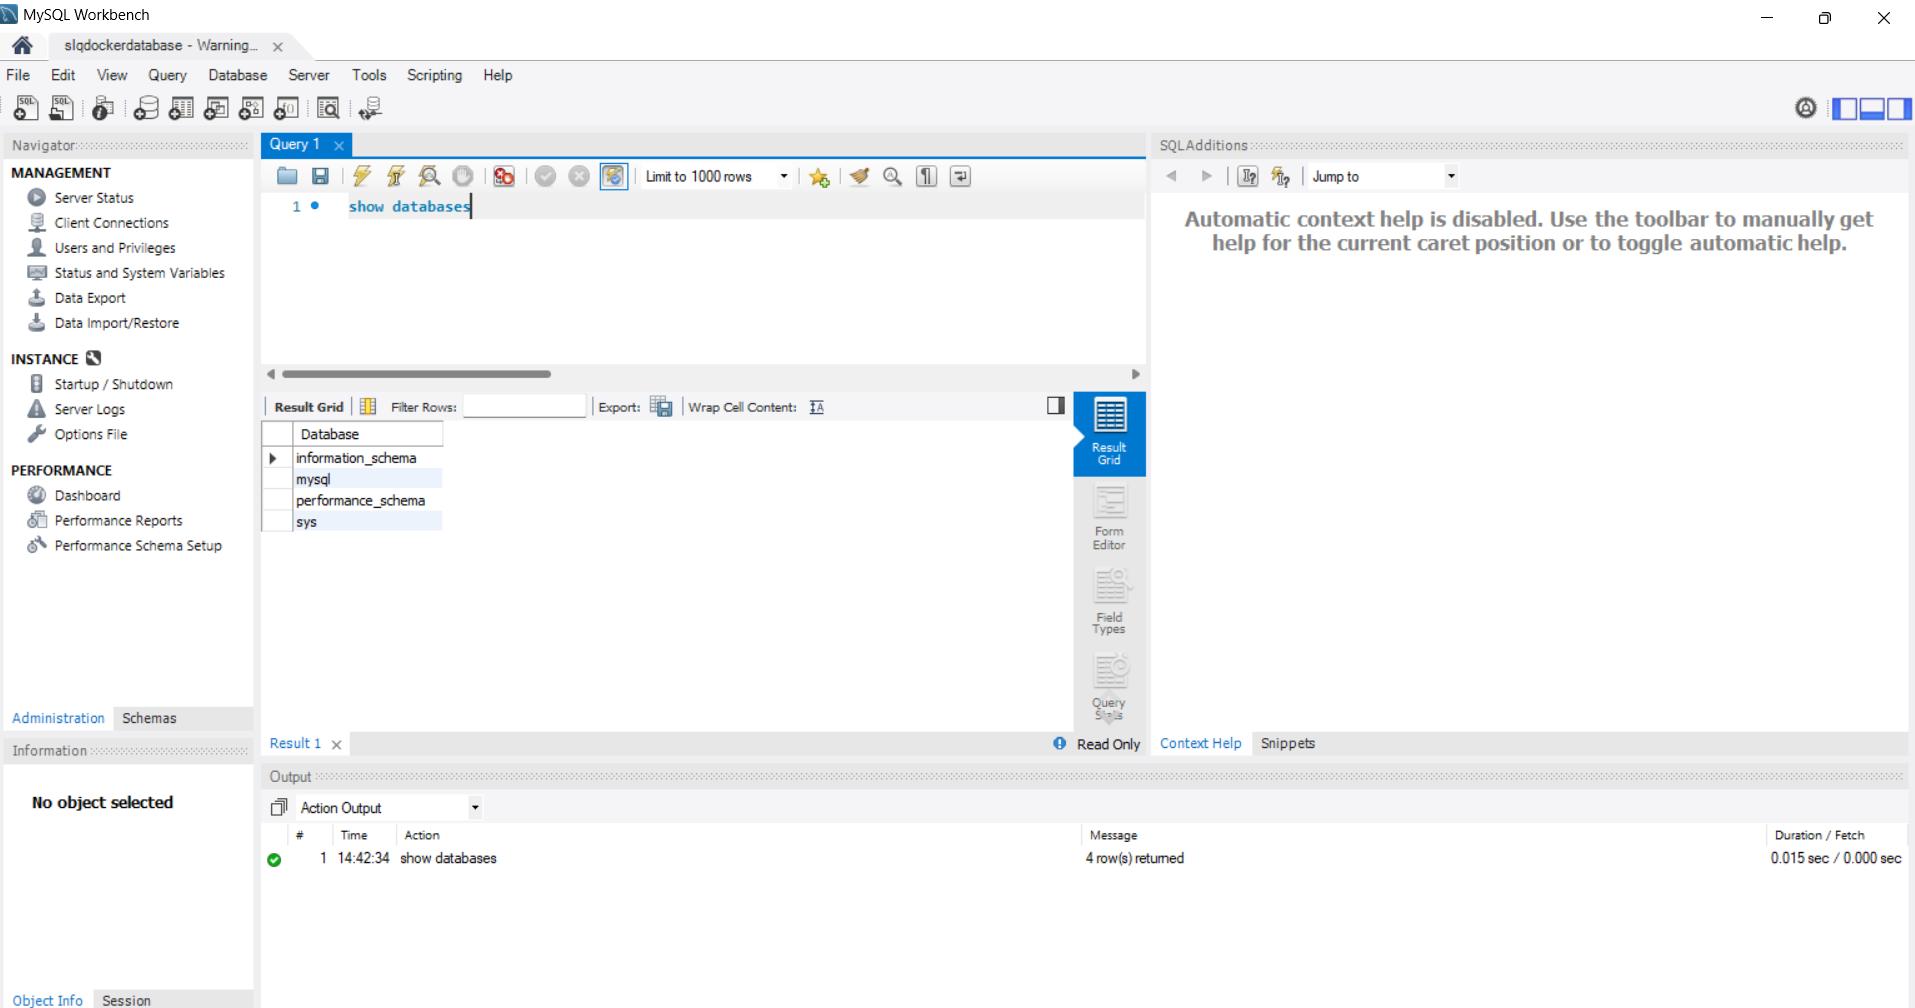 MySQL Workbench
slqdockerdatabase - Warning...
File Edit View Query Database Server Tools Scripting Help
Navigator
MANAGEMENT
Server Status
Client Connections
Users and Privileges
Status and System Variables
Data Export
Data Import/Restore
INSTANCE
Startup / Shutdown
Server Logs
Options File
PERFORMANCE
Dashboard
Performance Reports
Performance Schema Setup
Administration Schemas
Information
No object selected
Object Info Session
Query 1
Limit to 1000 rows
1 show databases
Result Grid Filter Rows: Export: Wrap Cell Content:
Database
information_schema
mysql
performance_schema
sys
Result
Grid
Form
Editor
Field
Types
Query
Stats
Result 1 Read Only
SQLAdditions
Jump to
Automatic context help is disabled. Use the toolbar to manually get
help for the current caret position or to toggle automatic help.
Context Help Snippets
Output
Action Output
# Time Action Message Duration / Fetch
1 14:42:34 show databases 4 row(s) returned 0.015 sec / 0.000 sec